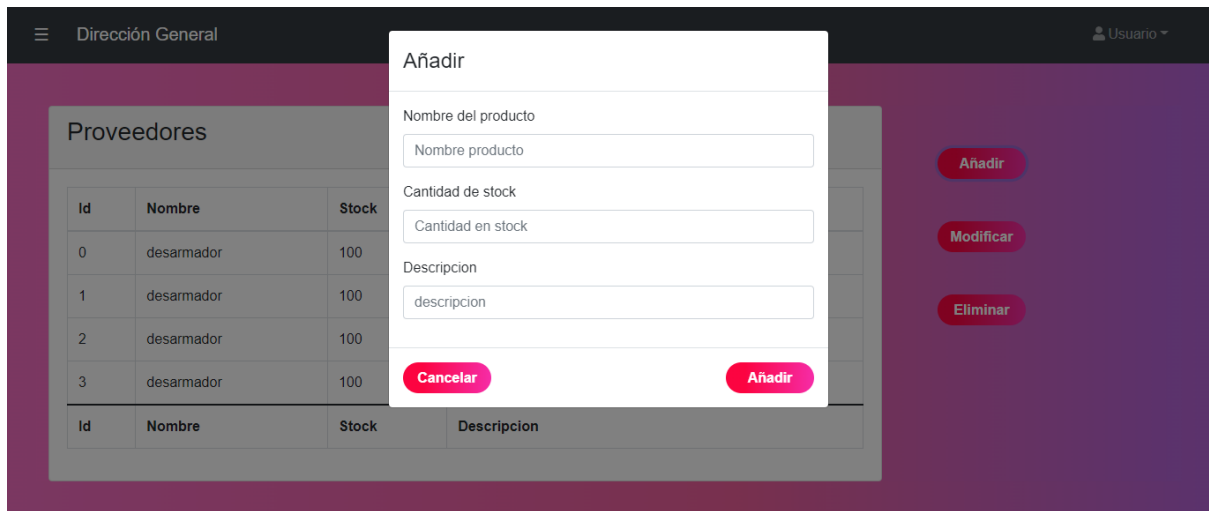 ☰ Dirección General
Usuario
Añadir
Nombre del producto
Nombre producto
Cantidad de stock
Cantidad en stock
Descripcion
descripcion
Cancelar Añadir
Proveedores
Id Nombre Stock
0 desarmador 100
1 desarmador 100
2 desarmador 100
3 desarmador 100
Id Nombre Stock Descripcion
Añadir
Modificar
Eliminar